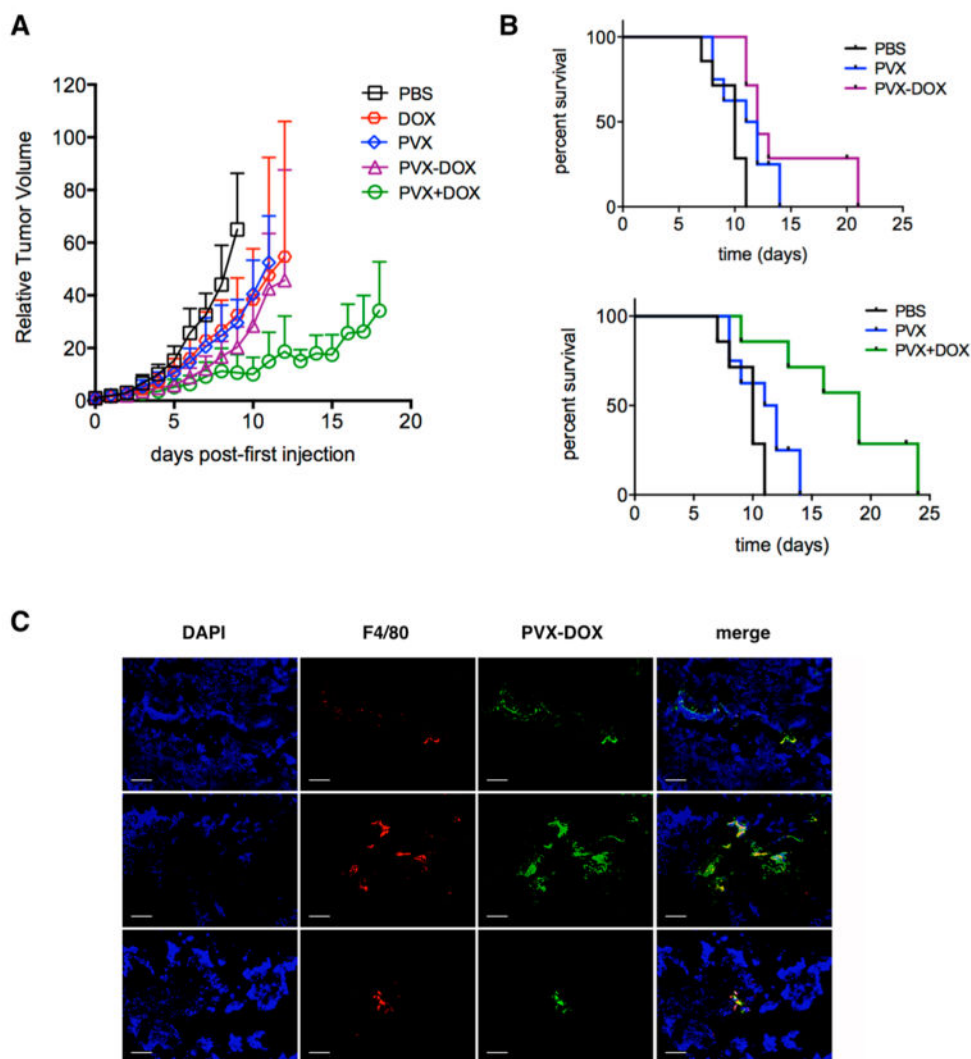 A
120
100
80
60
40
20
0
Relative Tumor Volume
0 5 10 15 20
days post-first injection
PBS
DOX
PVX
PVX-DOX
PVX+DOX
B
100
50
0
percent survival
0 5 10 15 20 25
time (days)
PBS
PVX
PVX-DOX
100
50
0
percent survival
0 5 10 15 20 25
time (days)
PBS
PVX
PVX+DOX
C
DAPI F4/80 PVX-DOX merge